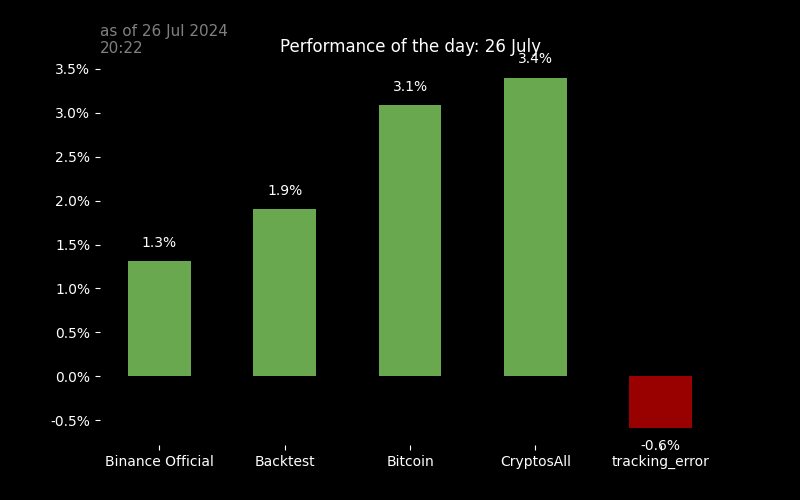 as of 26 Jul 2024
20:22
Performance of the day: 26 July
3.5%
3.0%
2.5%
2.0%
1.5%
1.0%
0.5%
0.0%
-0.5%
1.3%
1.9%
3.1%
3.4%
-0.6%
Binance Official
Backtest
Bitcoin
CryptosAll
tracking_error